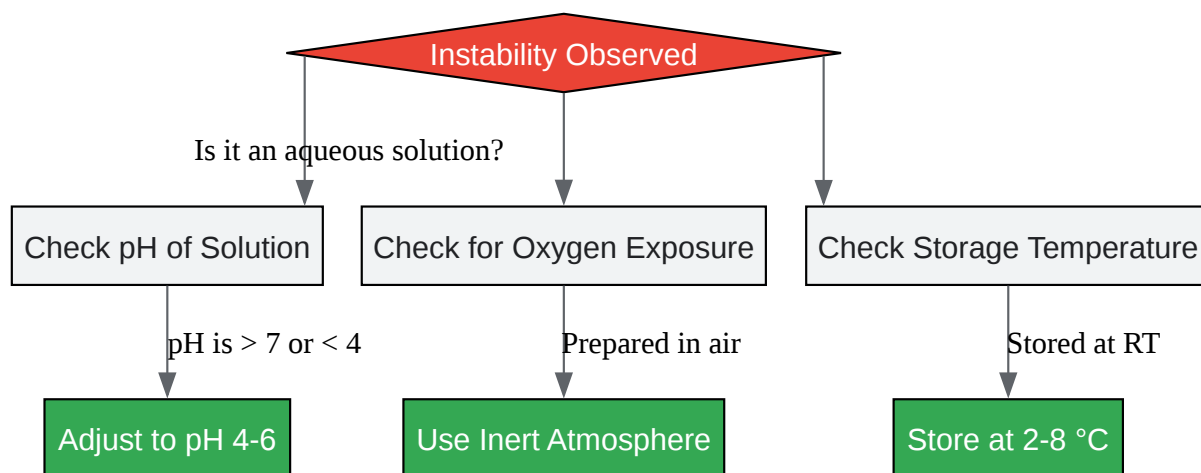 Instability Observed
Is it an aqueous solution?
Check pH of Solution
Check for Oxygen Exposure
Check Storage Temperature
pH is > 7 or < 4
Prepared in air
Stored at RT
Adjust to pH 4-6
Use Inert Atmosphere
Store at 2-8 °C